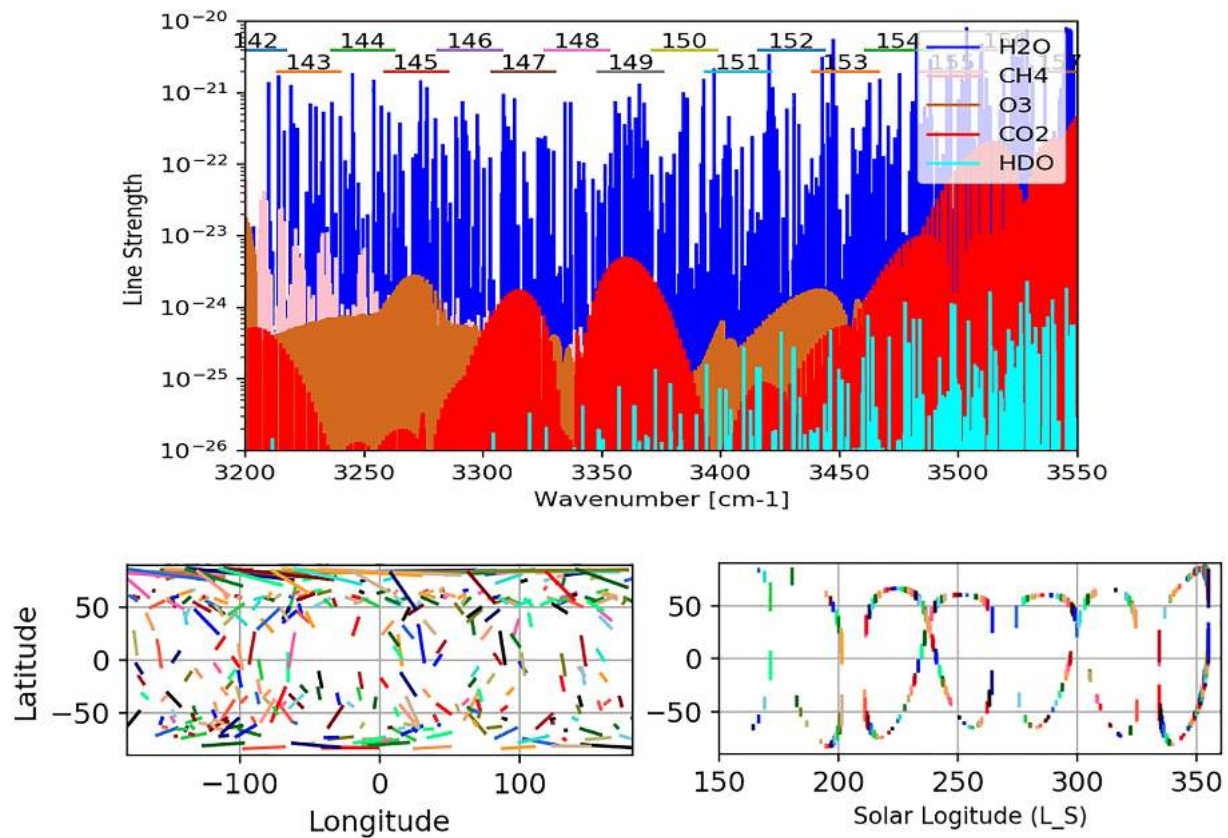 10^-20
142 144 146 148 150 152 154 156 H2O
143 145 147 149 151 153 155 157 CH4
10^-21
O3
CO2
10^-22
HDO
10^-23
10^-24
10^-25
10^-26
Line Strength
3200 3250 3300 3350 3400 3450 3500 3550
Wavenumber [cm-1]
50
0
−50
Latitude
−100 0 100
Longitude
50
0
−50
150 200 250 300 350
Solar Logitude (L_S)